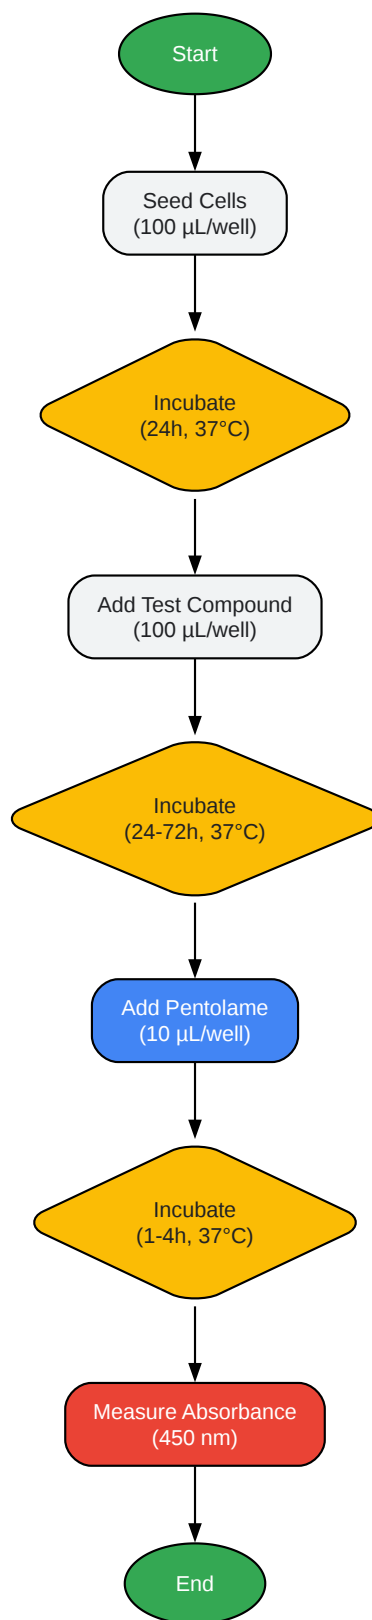 Start
Seed Cells
(100 µL/well)
Incubate
(24h, 37°C)
Add Test Compound
(100 µL/well)
Incubate
(24-72h, 37°C)
Add Pentolame
(10 µL/well)
Incubate
(1-4h, 37°C)
Measure Absorbance
(450 nm)
End